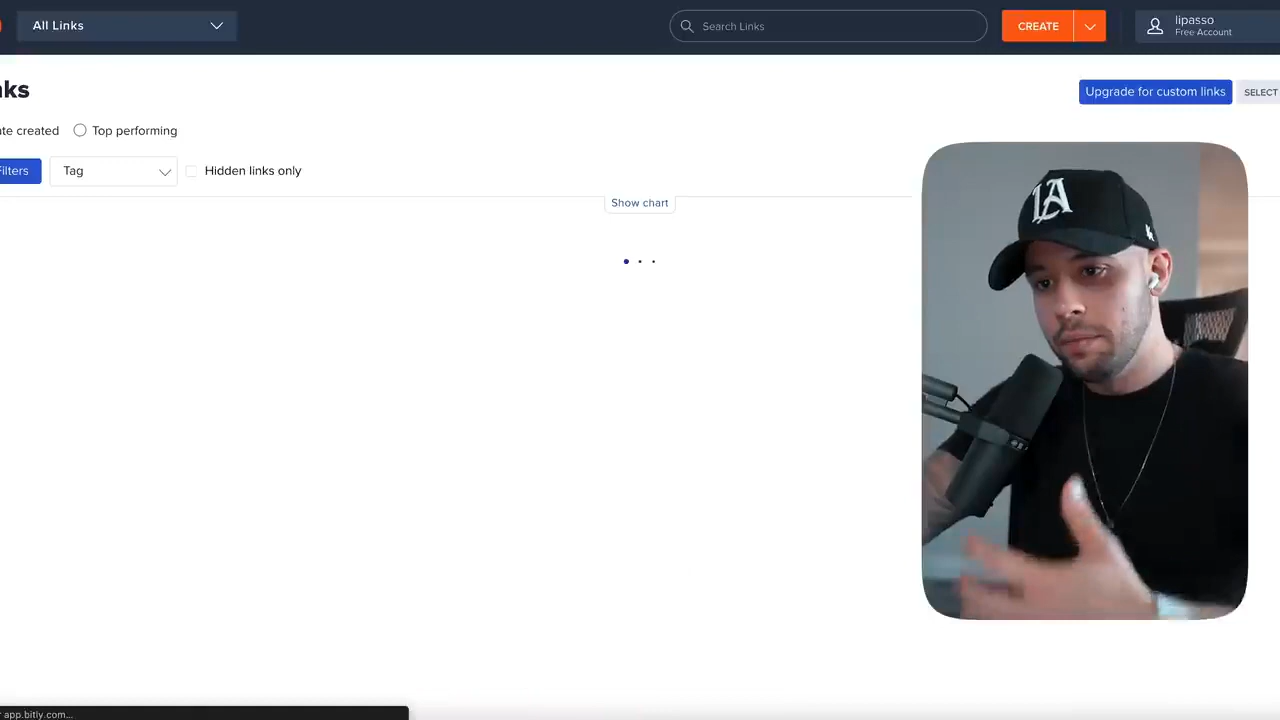 All Links
Search Links
CREATE
lipasso
Free Account
nks
Upgrade for custom links
SELECT
ate created
Top performing
Filters
Tag
Hidden links only
Show chart
LA
r app.bitly.com...